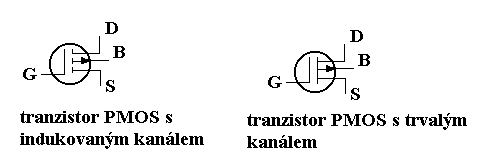 D
B
G
S
tranzistor PMOS s
indukovaným kanálem
D
B
G
S
tranzistor PMOS s trvalým
kanálem